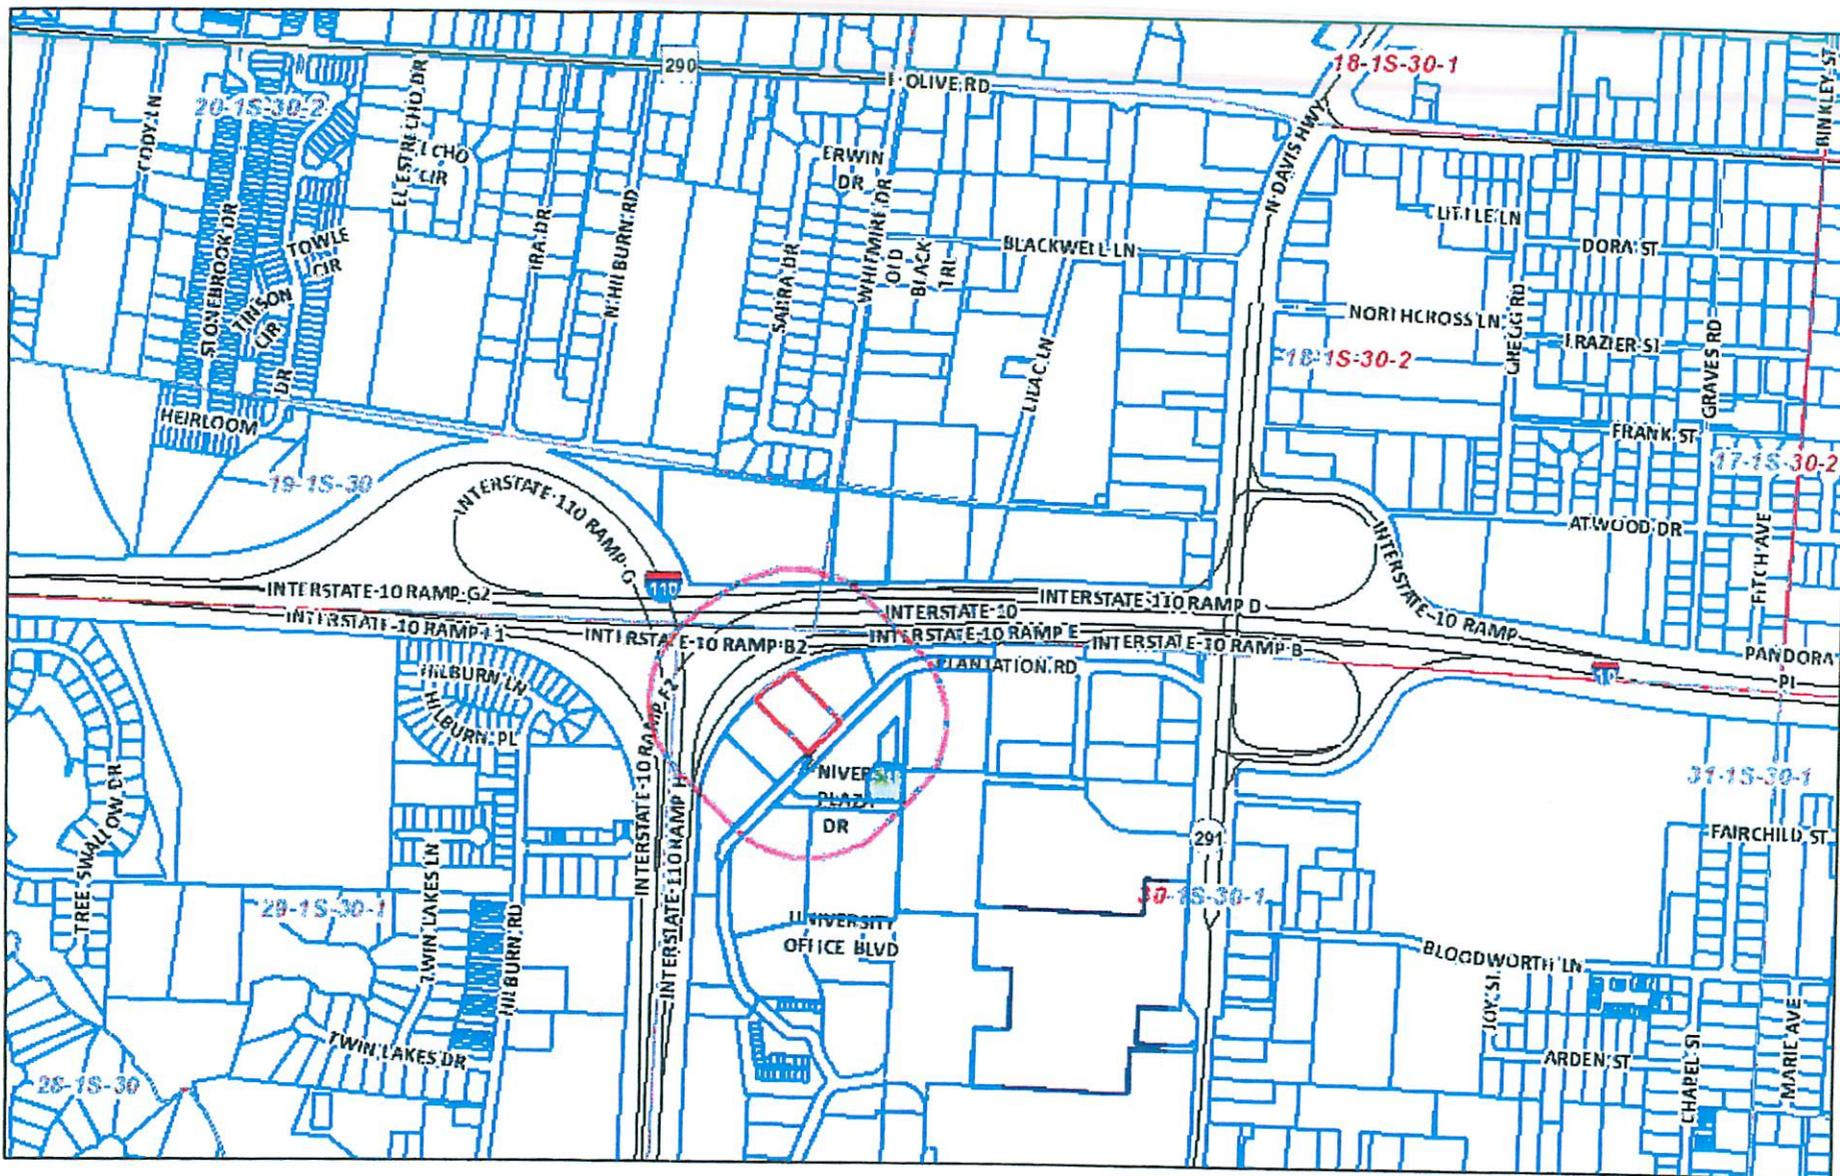 290
E OLIVE RD
18-1S-30-1
BINKLEY ST
20-1S-30-2
CODY LN
EL ESTRECHO DR
CIR
ERWIN
DR
N DAVIS HWY
LITTLE LN
DORA ST
STONEBROOK DR
TOWLE
CIR
IRA DR
N HILBURN RD
SAIRA DR
WHITMIRE DR
OLD
BLACK
TRL
BLACKWELL LN
TINSON
CIR
DR
NORTHCROSS LN
GREGG RD
FRAZIER ST
GRAVES RD
18-1S-30-2
LILAC LN
HEIRLOOM
FRANK ST
17-1S-30-2
19-1S-30
INTERSTATE-110 RAMP G
ATWOOD DR
FITCH AVE
INTERSTATE-10 RAMP
110
INTERSTATE-10 RAMP G2
INTERSTATE-110 RAMP D
INTERSTATE-10
INTERSTATE-10 RAMP F1
INTERSTATE-10 RAMP B2
INTERSTATE-10 RAMP E
INTERSTATE-10 RAMP B
PANDORA
PL
PLANTATION RD
10
HILBURN LN
HILBURN PL
INTERSTATE-10 RAMP F2
INTERSTATE-110 RAMP H
NIVERSI
PLAZA
DR
31-1S-30-1
TREE SWALLOW DR
291
FAIRCHILD ST
TWIN LAKES LN
29-1S-30-1
30-1S-30-1
HILBURN RD
UNIVERSITY
OFFICE BLVD
BLOODWORTH LN
JOY ST
TWIN LAKES DR
ARDEN ST
CHAPEL ST
MARIE AVE
28-1S-30